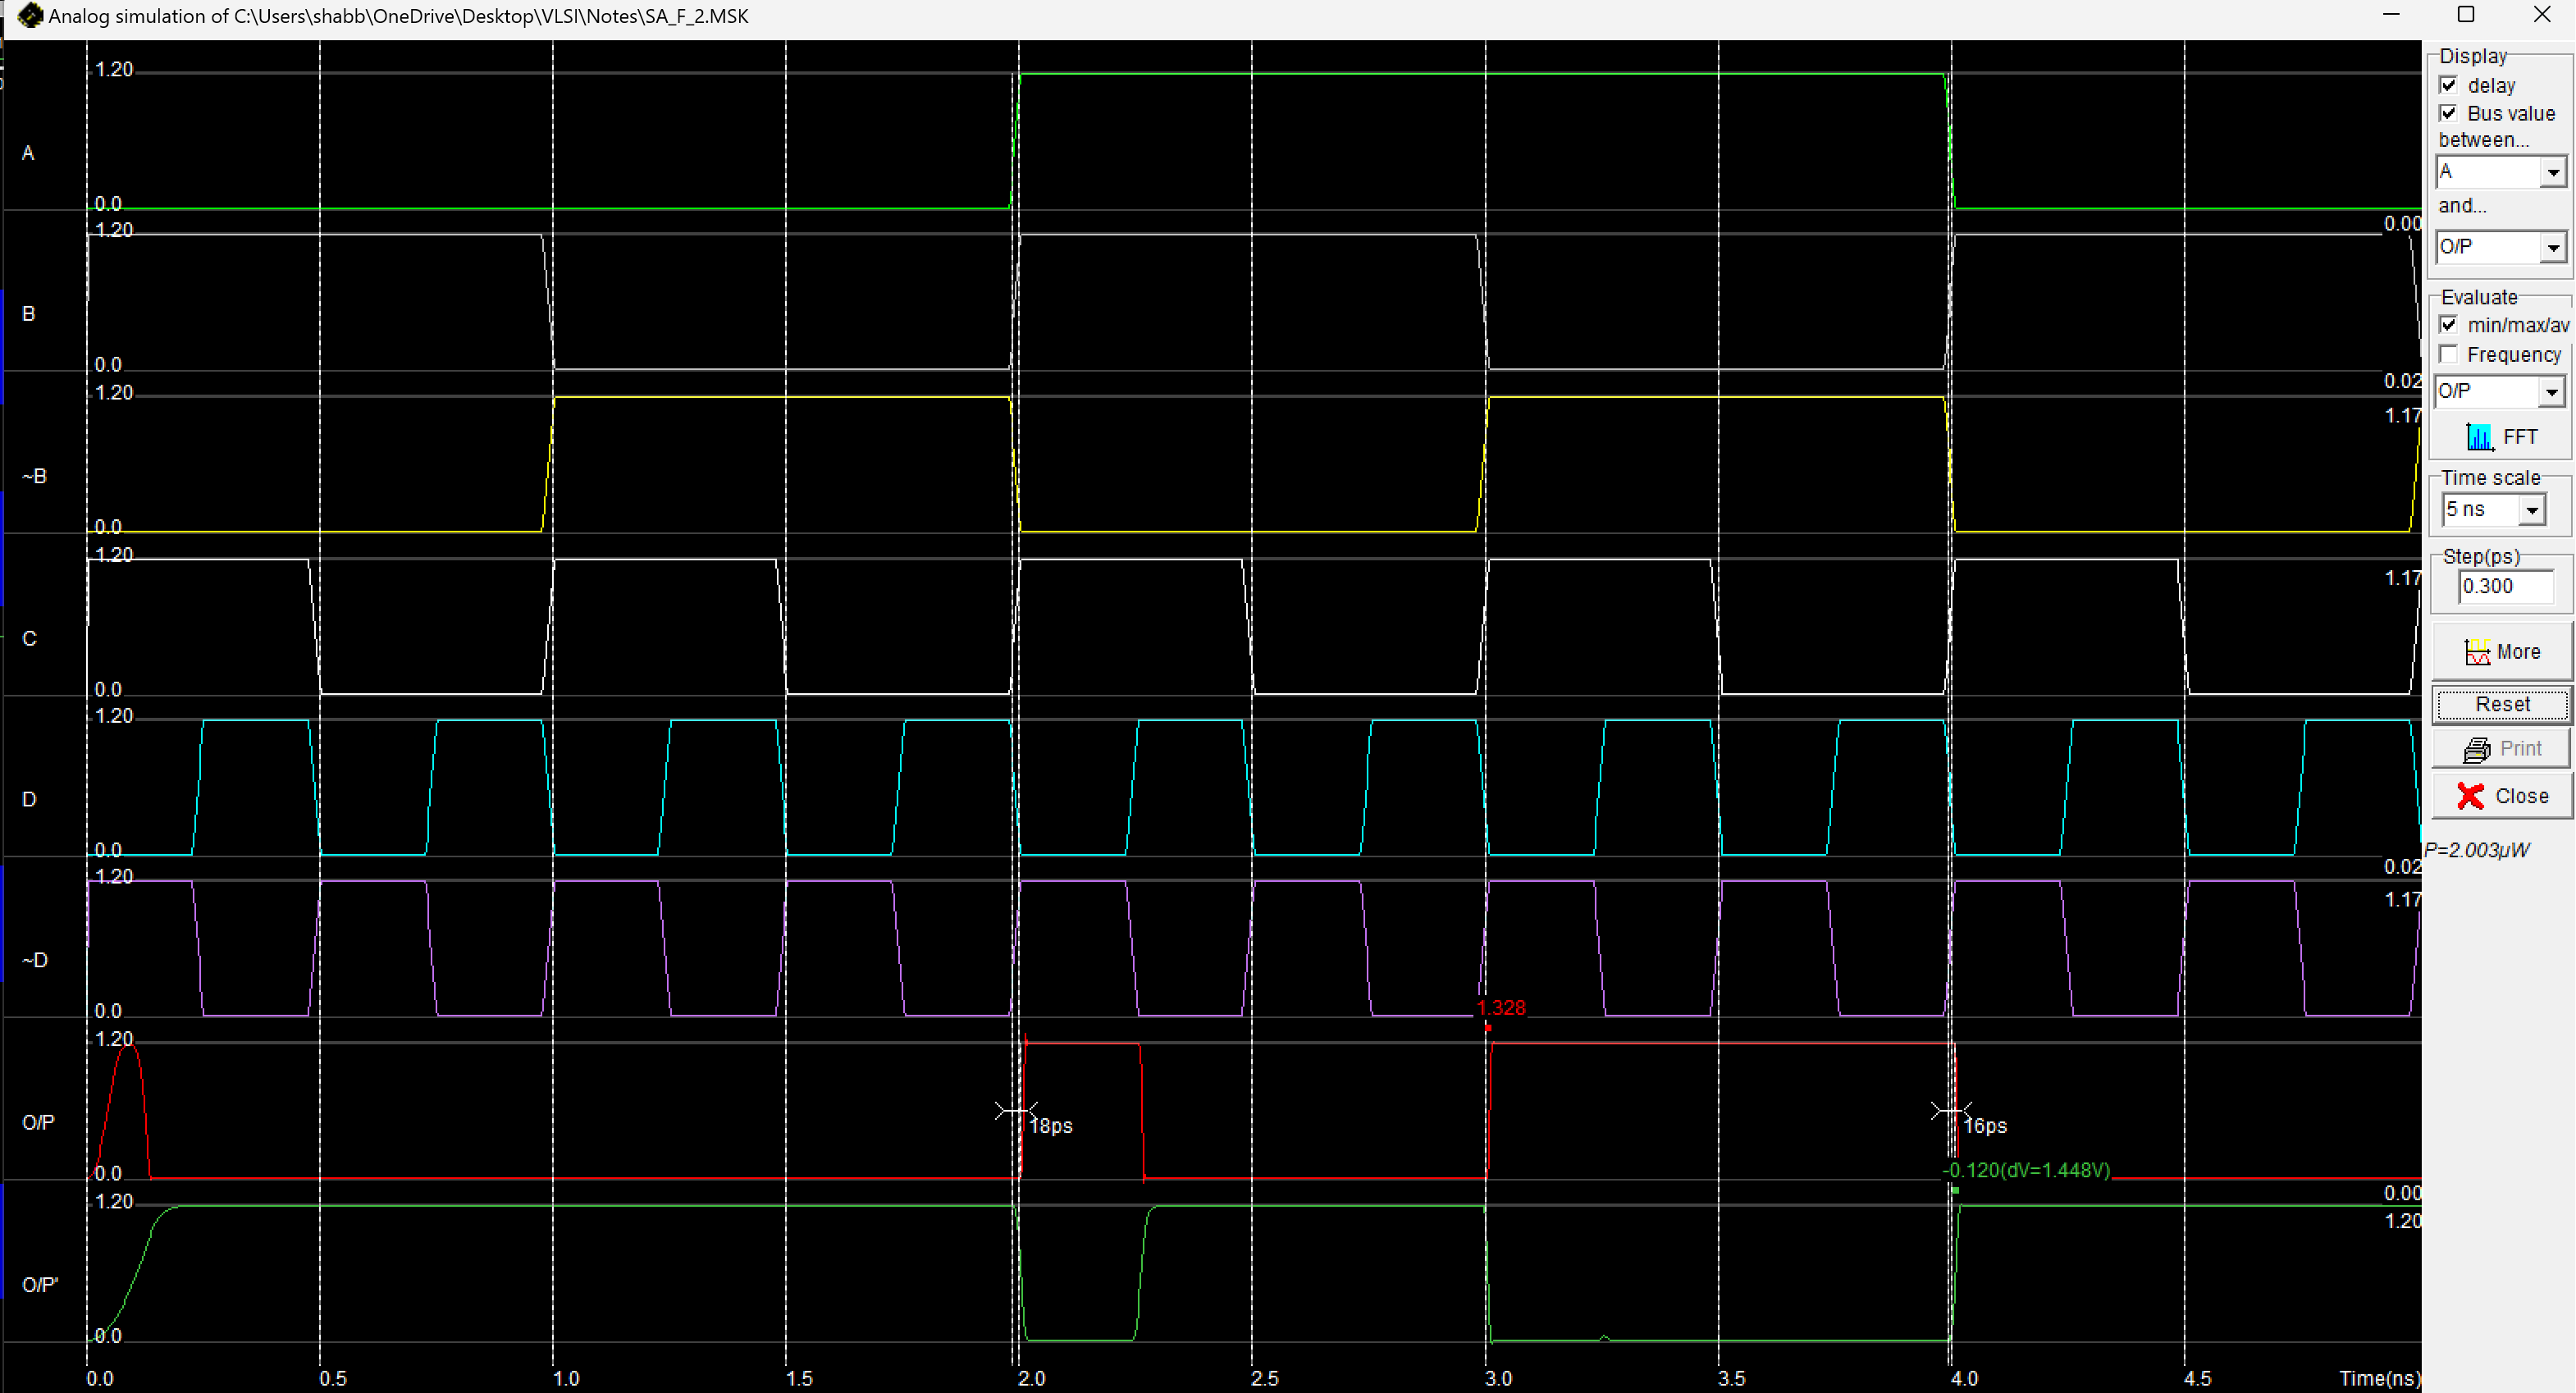 Analog simulation of C:\Users\shabb\OneDrive\Desktop\VLSI\Notes\SA_F_2.MSK
1.20
A
0.0
0.00
1.20
B
0.0
0.02
1.20
1.17
~B
0.0
1.20
1.17
C
0.0
1.20
D
0.0
0.02
1.20
1.17
~D
0.0
1.328
1.20
O/P
18ps
16ps
0.0
-0.120(dV=1.448V)
0.00
1.20
1.20
O/P'
0.0
0.0 0.5 1.0 1.5 2.0 2.5 3.0 3.5 4.0 4.5 Time(ns)
Display
delay
Bus value
between...
A
and...
O/P
Evaluate
min/max/av
Frequency
O/P
FFT
Time scale
5 ns
Step(ps)
0.300
More
Reset
Print
Close
P=2.003µW